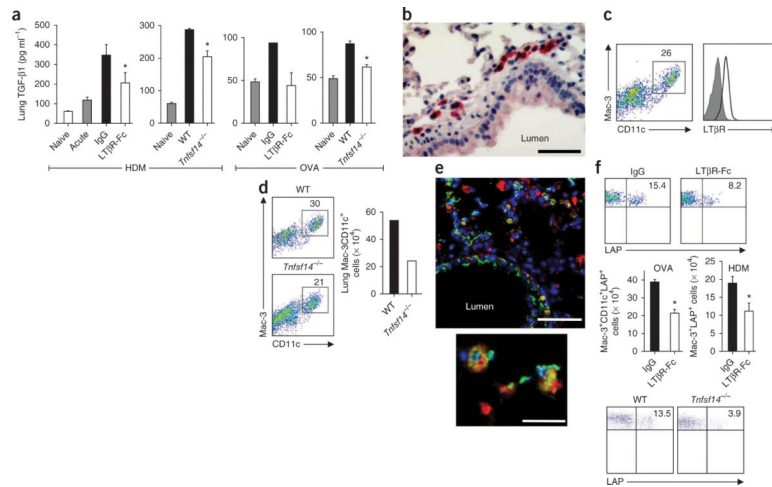 a
Lung TGF-β1 (pg ml⁻¹)
500
400
300
200
100
0
*
Naive
Acute
IgG
LTβR-Fc
300
200
100
0
*
Naive
WT
Tnfsf14⁻/⁻
HDM
100
50
0
Naive
IgG
LTβR-Fc
100
50
0
*
Naive
WT
Tnfsf14⁻/⁻
OVA
b
Lumen
c
26
Mac-3
CD11c
LTβR
d
WT
30
Tnfsf14⁻/⁻
21
Mac-3
CD11c
Lung Mac-3CD11c⁺
cells (× 10⁴)
60
40
20
0
WT
Tnfsf14⁻/⁻
e
Lumen
f
IgG
LTβR-Fc
15.4
8.2
LAP
OVA
Mac-3⁺CD11c⁺LAP⁺
cells (× 10⁴)
40
30
20
10
0
*
IgG
LTβR-Fc
HDM
Mac-3⁺LAP⁺ cells (× 10⁴)
25
20
15
10
5
0
*
IgG
LTβR-Fc
WT
Tnfsf14⁻/⁻
13.5
3.9
LAP